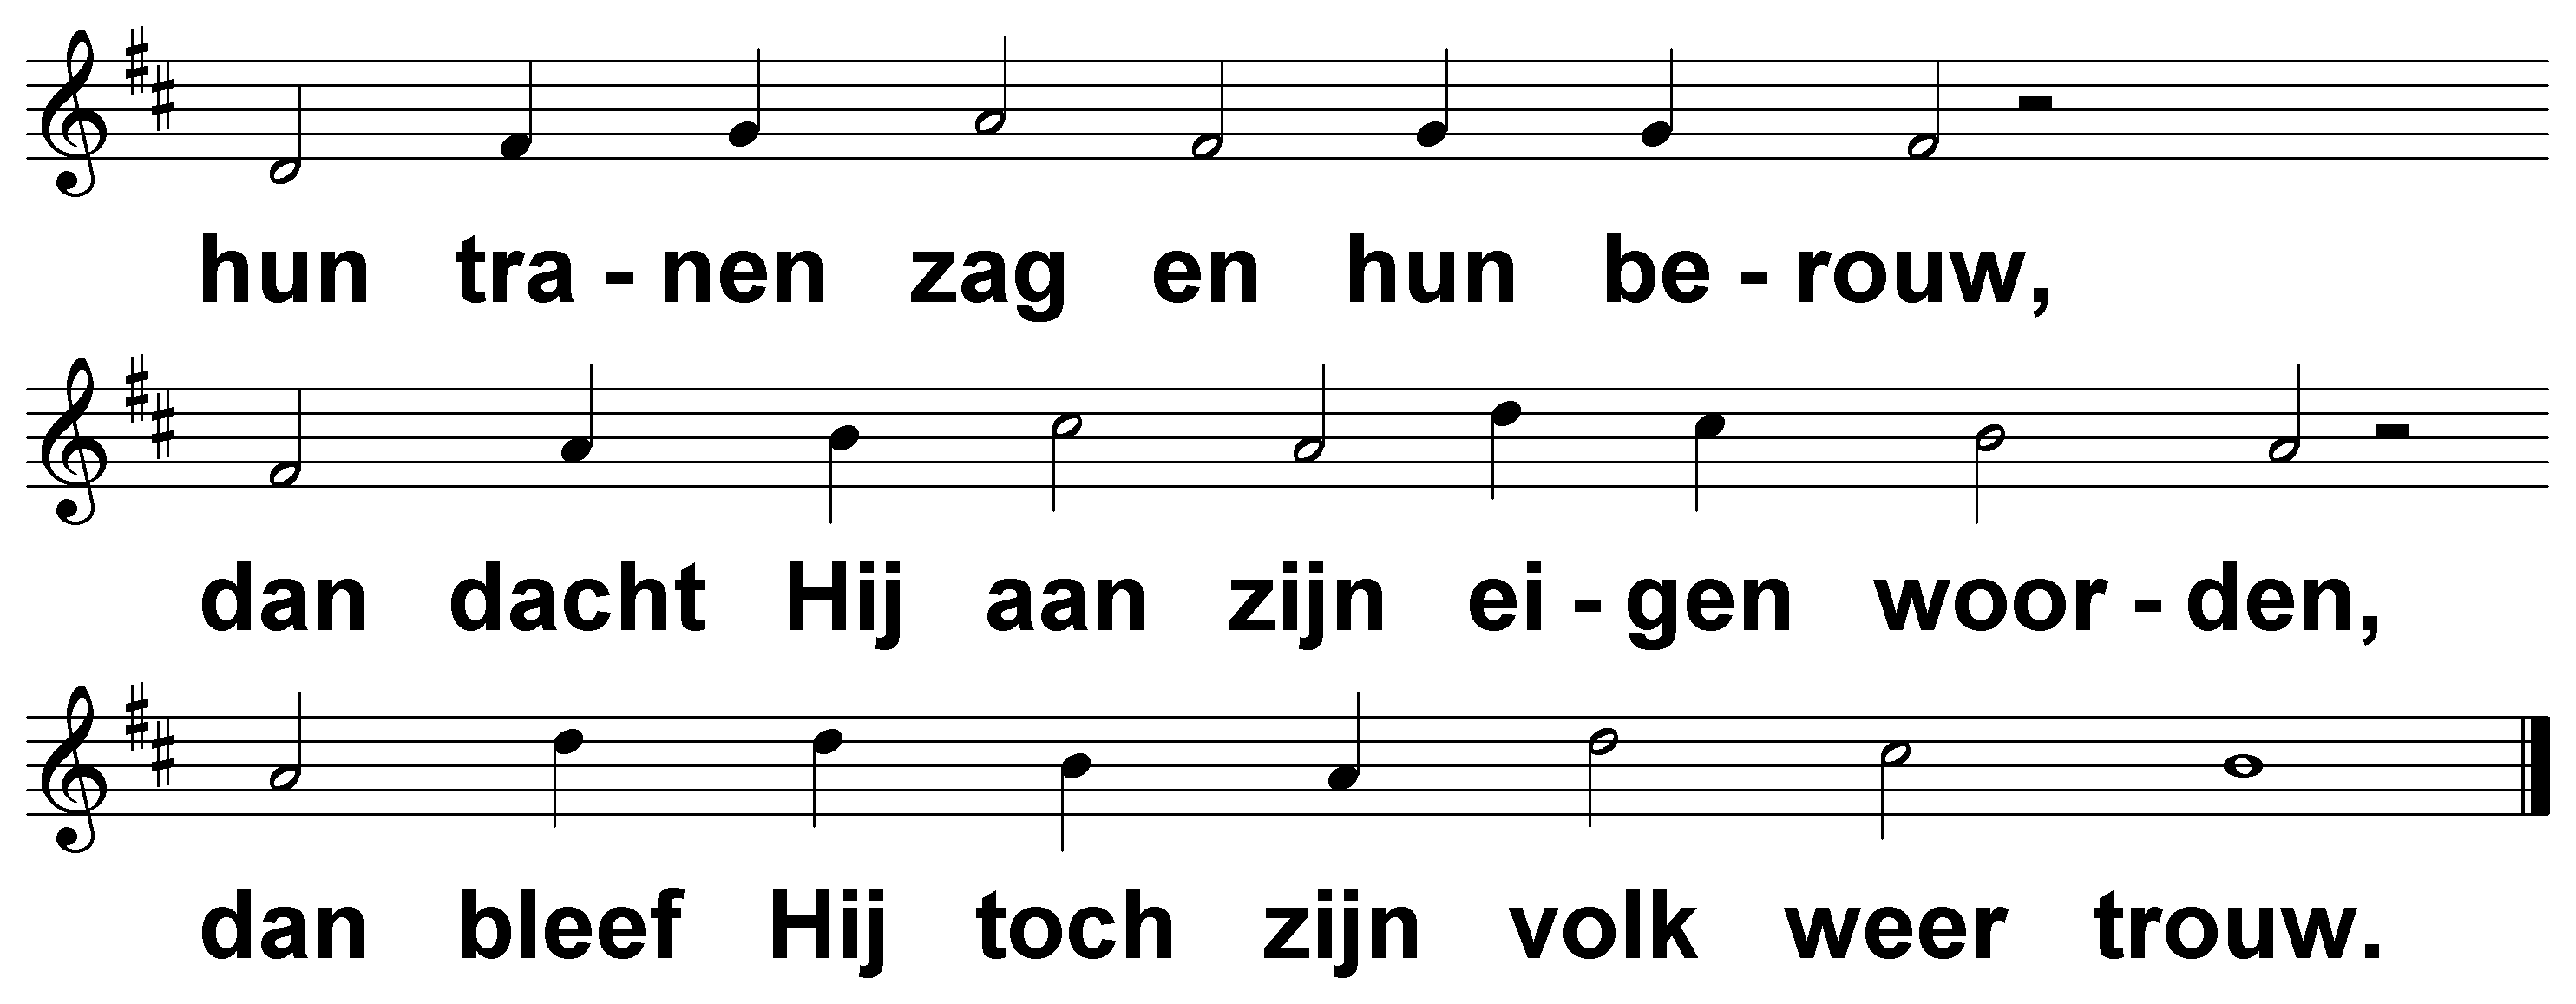 hun tra - nen zag en hun be - rouw,
dan dacht Hij aan zijn ei - gen woor - den,
dan bleef Hij toch zijn volk weer trouw.